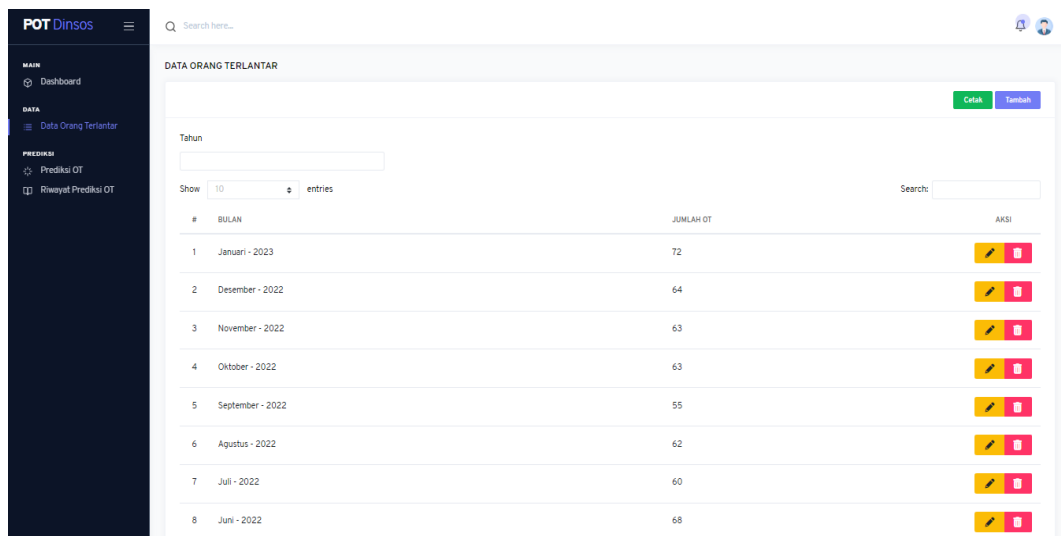 POT Dinsos
Search here...
MAIN
Dashboard
DATA
Data Orang Terlantar
PREDIKSI
Prediksi OT
Riwayat Prediksi OT
DATA ORANG TERLANTAR
Cetak Tambah
Tahun
Show 10 entries Search:
# BULAN JUMLAH OT AKSI
1 Januari - 2023 72
2 Desember - 2022 64
3 November - 2022 63
4 Oktober - 2022 63
5 September - 2022 55
6 Agustus - 2022 62
7 Juli - 2022 60
8 Juni - 2022 68